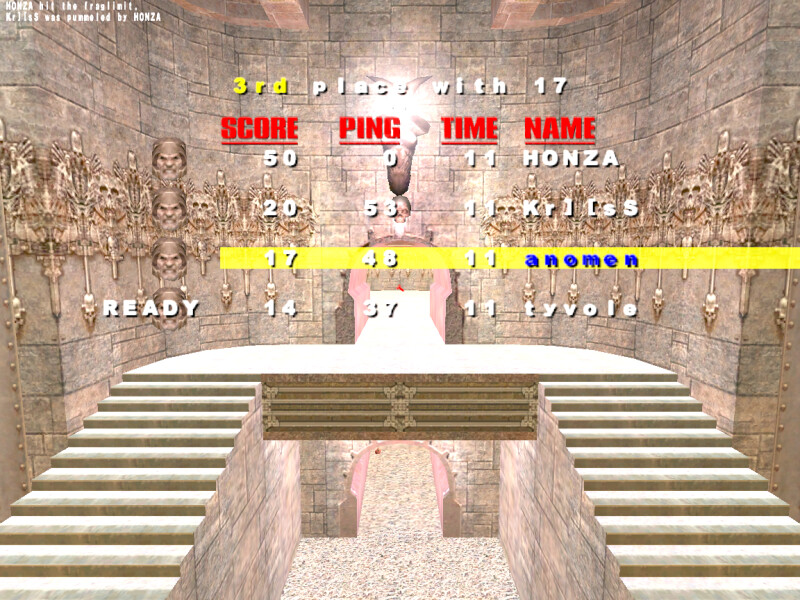 HONZA hit the fraglimit.
Kr][sS was pummeled by HONZA
3rd place with 17
SCORE PING TIME NAME
50 0 11 HONZA
20 53 11 Kr][sS
17 48 11 anomen
READY 14 37 11 tyvole